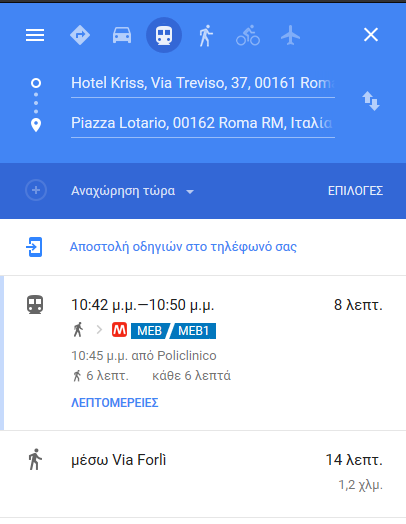 Hotel Kriss, Via Treviso, 37, 00161 Rom
Piazza Lotario, 00162 Roma RM, Ιταλία
Αναχώρηση τώρα ΕΠΙΛΟΓΕΣ
Αποστολή οδηγιών στο τηλέφωνό σας
10:42 μ.μ.—10:50 μ.μ. 8 λεπτ.
M MEB MEB1
10:45 μ.μ. από Policlinico
6 λεπτ. κάθε 6 λεπτά
ΛΕΠΤΟΜΕΡΕΙΕΣ
μέσω Via Forlì 14 λεπτ.
1,2 χλμ.